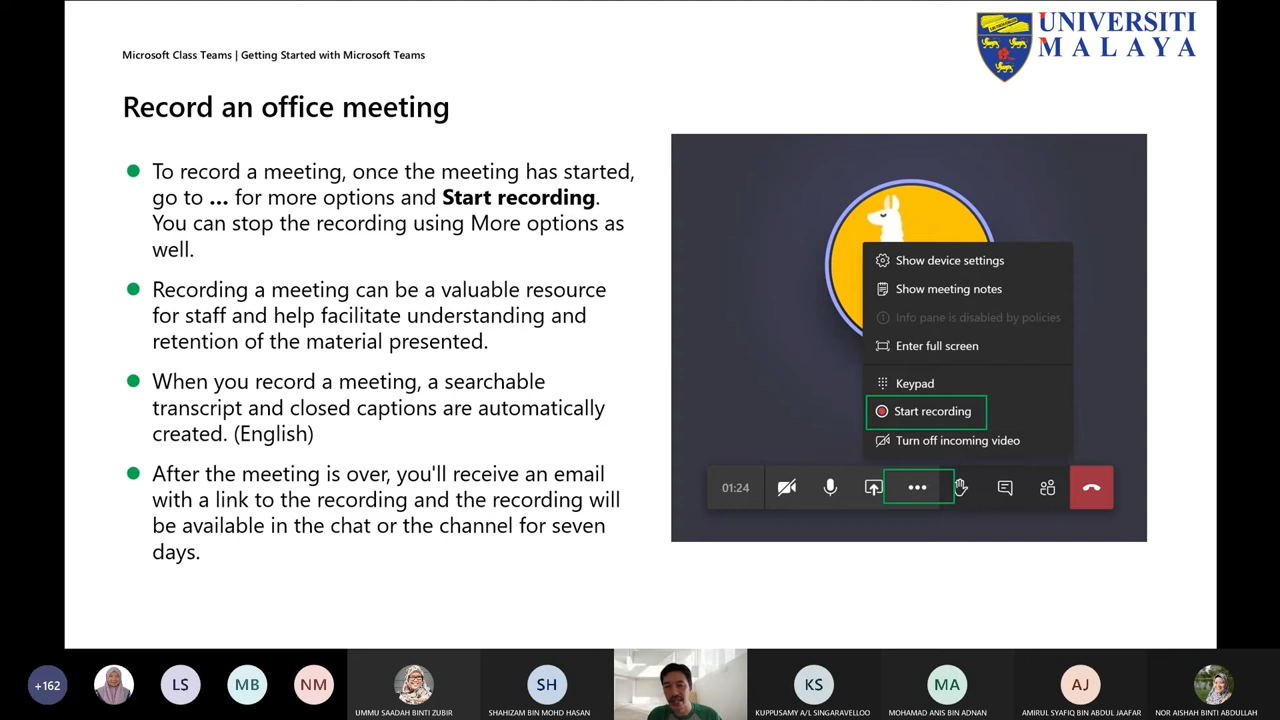 Microsoft Class Teams | Getting Started with Microsoft Teams
UNIVERSITI
MALAYA
Record an office meeting
To record a meeting, once the meeting has started,
go to ... for more options and Start recording.
You can stop the recording using More options as
well.
Recording a meeting can be a valuable resource
for staff and help facilitate understanding and
retention of the material presented.
When you record a meeting, a searchable
transcript and closed captions are automatically
created. (English)
After the meeting is over, you'll receive an email
with a link to the recording and the recording will
be available in the chat or the channel for seven
days.
Show device settings
Show meeting notes
Info pane is disabled by policies
Enter full screen
Keypad
Start recording
Turn off incoming video
01:24
+162
LS
MB
NM
UMMU SAADAH BINTI ZUBIR
SH
SHAHIZAM BIN MOHD HASAN
KS
KUPPUSAMY A/L SINGARAVELLOO
MA
MOHAMAD ANIS BIN ADNAN
AJ
AMIRUL SYAFIQ BIN ABDUL JAAFAR
NOR AISHAH BINTI ABDULLAH